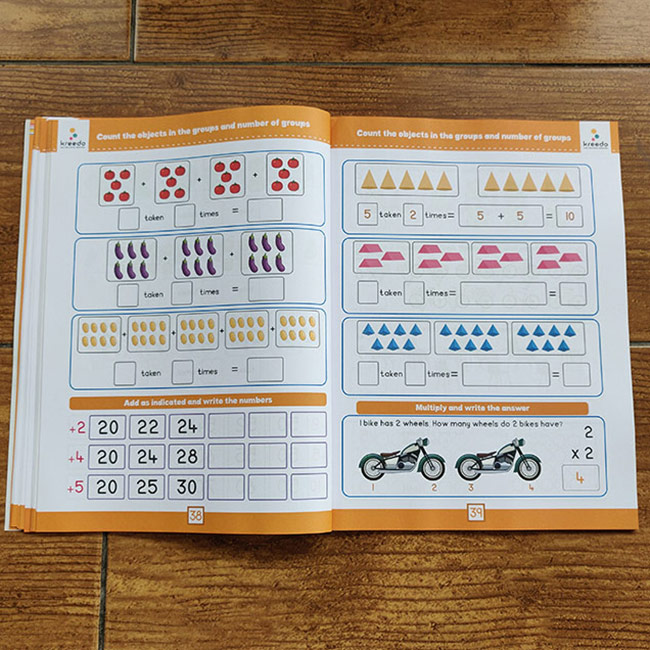 kreedo
Count the objects in the groups and number of groups
+ + +
taken times =
+ +
taken times =
+ + + +
taken times =
Add as indicated and write the numbers
+2 20 22 24
+4 20 24 28
+5 20 25 30
38
Count the objects in the groups and number of groups
kreedo
5 taken 2 times= 5 + 5 = 10
taken times= =
taken times= =
Multiply and write the answer
1 bike has 2 wheels. How many wheels do 2 bikes have?
2
x 2
4
1 2 3 4
39